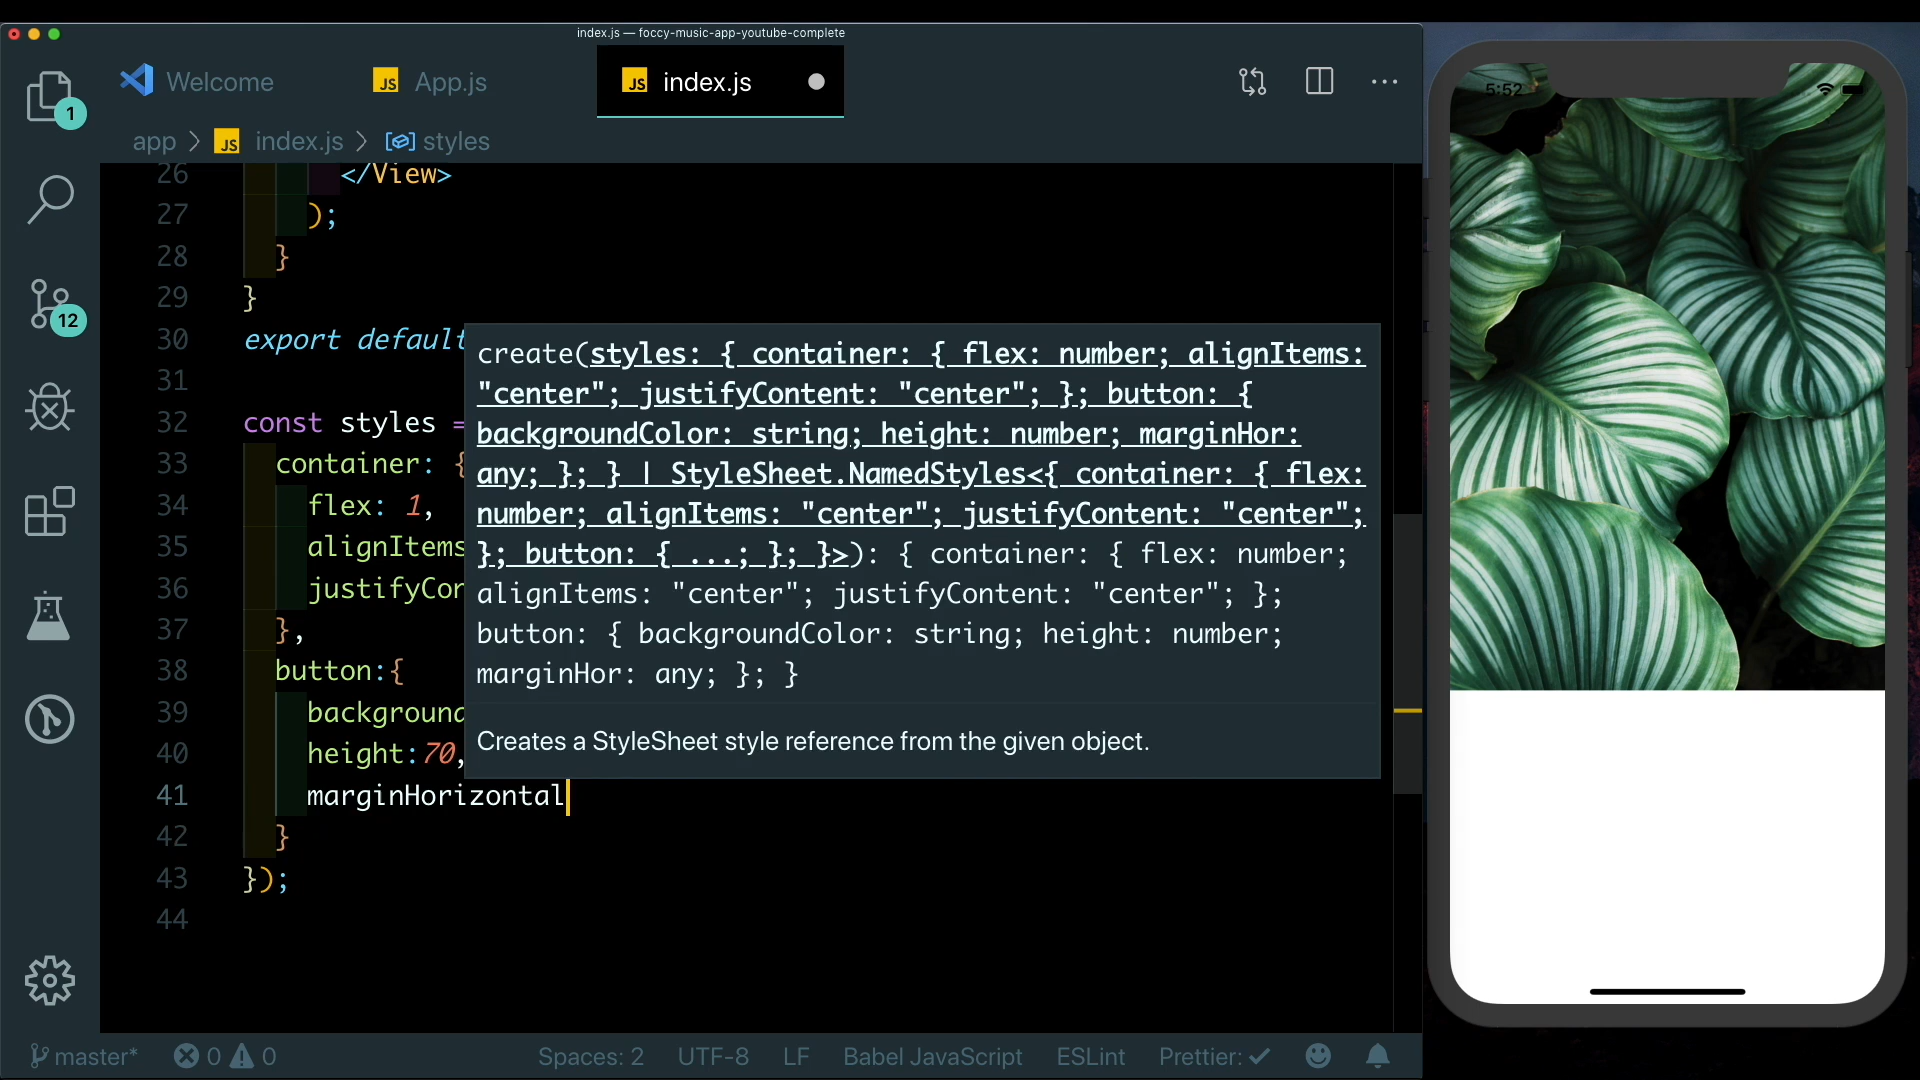 index.js — foccy-music-app-youtube-complete
Welcome
JS App.js
JS index.js
1
app > JS index.js > styles
26 </View>
27 );
28 }
29 }
30 export default
31
32 const styles =
33 container: {
34 flex: 1,
35 alignItems
36 justifyCon
37 },
38 button:{
39 background
40 height:70,
41 marginHorizontal
42 }
43 });
44
create(styles: { container: { flex: number; alignItems:
"center"; justifyContent: "center"; }; button: {
backgroundColor: string; height: number; marginHor:
any; }; } | StyleSheet.NamedStyles<{ container: { flex:
number; alignItems: "center"; justifyContent: "center";
}; button: { ...; }; }>): { container: { flex: number;
alignItems: "center"; justifyContent: "center"; };
button: { backgroundColor: string; height: number;
marginHor: any; }; }
Creates a StyleSheet style reference from the given object.
12
master* 0 0 Spaces: 2 UTF-8 LF Babel JavaScript ESLint Prettier: ✓
5:52